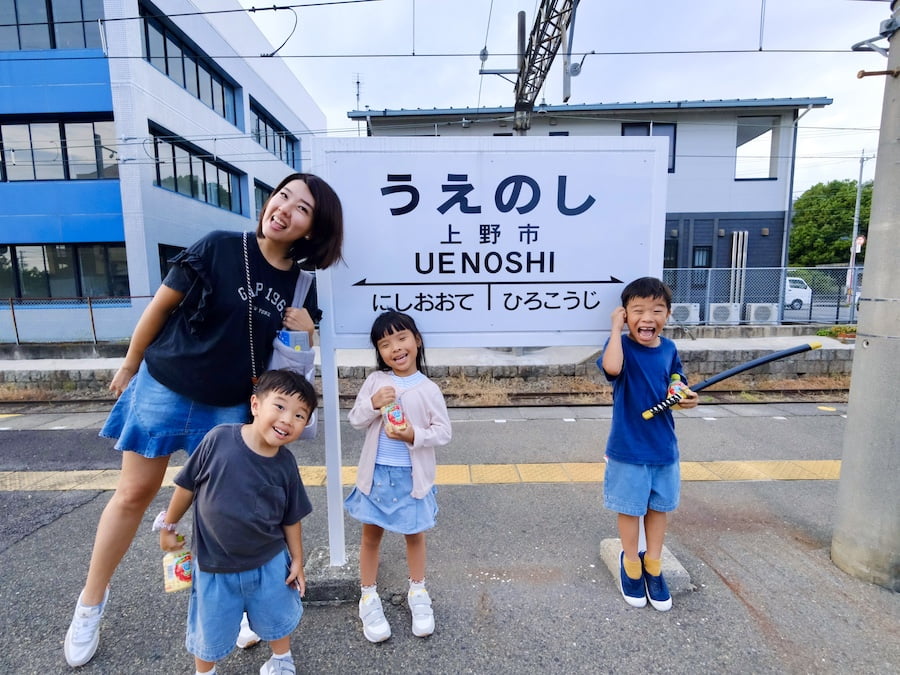 うえのし
上野市
UENOSHI
にしおおて ひろこうじ
GAP
1969